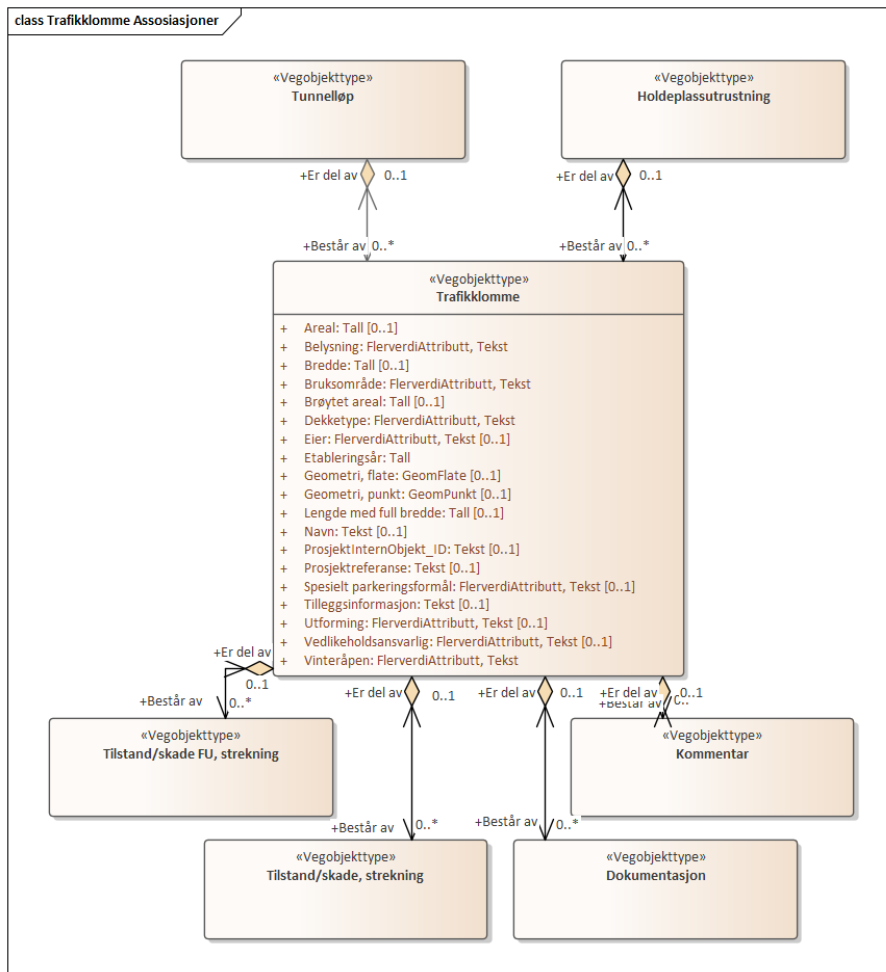 class Trafikklomme Assosiasjoner
«Vegobjekttype»
Tunnelløp
«Vegobjekttype»
Holdeplassutrustning
+Er del av 0..1
+Er del av 0..1
+Består av 0..*
+Består av 0..*
«Vegobjekttype»
Trafikklomme
+ Areal: Tall [0..1]
+ Belysning: FlerverdiAttributt, Tekst
+ Bredde: Tall [0..1]
+ Bruksområde: FlerverdiAttributt, Tekst
+ Brøytet areal: Tall [0..1]
+ Dekketype: FlerverdiAttributt, Tekst
+ Eier: FlerverdiAttributt, Tekst [0..1]
+ Etableringsår: Tall
+ Geometri, flate: GeomFlate [0..1]
+ Geometri, punkt: GeomPunkt [0..1]
+ Lengde med full bredde: Tall [0..1]
+ Navn: Tekst [0..1]
+ ProsjektInternObjekt_ID: Tekst [0..1]
+ Prosjektreferanse: Tekst [0..1]
+ Spesielt parkeringsformål: FlerverdiAttributt, Tekst [0..1]
+ Tilleggsinformasjon: Tekst [0..1]
+ Utforming: FlerverdiAttributt, Tekst [0..1]
+ Vedlikeholdsansvarlig: FlerverdiAttributt, Tekst [0..1]
+ Vinteråpen: FlerverdiAttributt, Tekst
+Er del av
0..1
+Består av 0..*
+Er del av 0..1
+Er del av 0..1
+Er del av 0..1
+Består av
«Vegobjekttype»
Tilstand/skade FU, strekning
«Vegobjekttype»
Kommentar
+Består av 0..*
+Består av 0..*
«Vegobjekttype»
Tilstand/skade, strekning
«Vegobjekttype»
Dokumentasjon